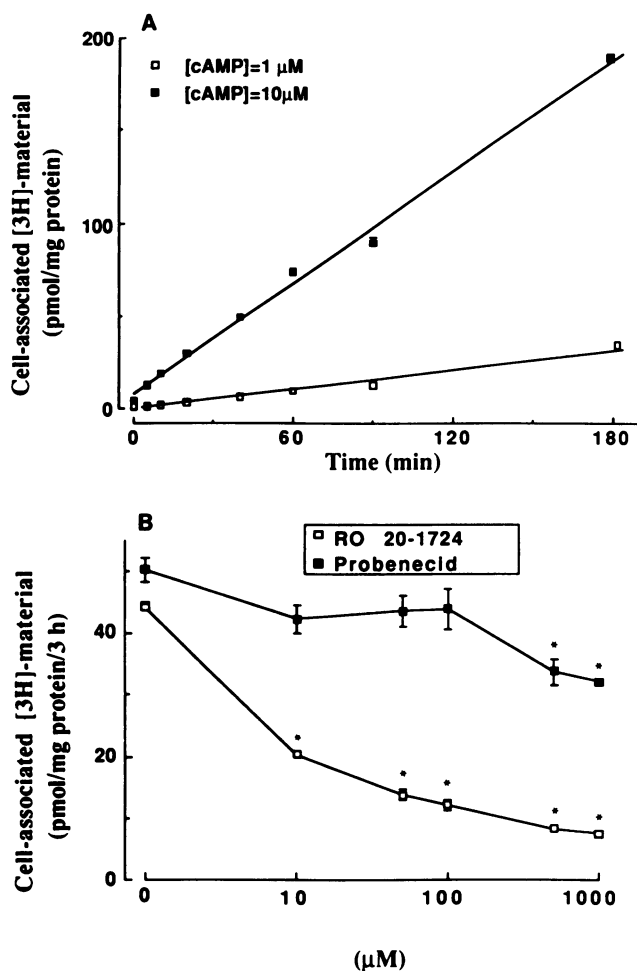 A
200
[cAMP]=1 µM
[cAMP]=10µM
100
0
0
60
120
180
Time (min)
Cell-associated [3H]-material
(pmol/mg protein)
B
RO 20-1724
Probenecid
40
20
0
0
10
100
1000
(µM)
Cell-associated [3H]-material
(pmol/mg protein/3 h)
* * * * * * *